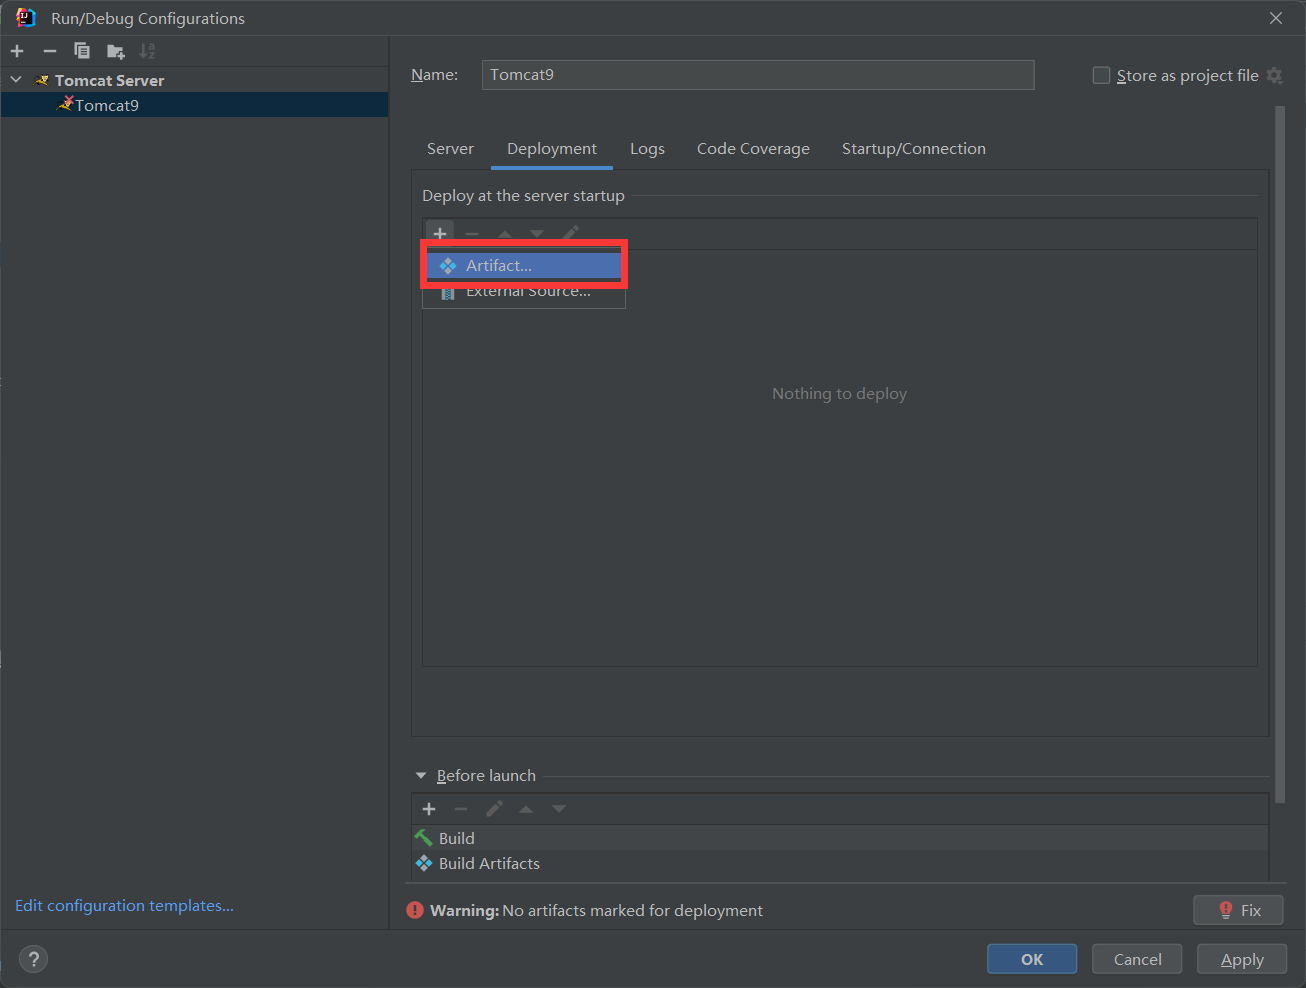 Run/Debug Configurations
Tomcat Server
Tomcat9
Name: Tomcat9 Store as project file
Server Deployment Logs Code Coverage Startup/Connection
Deploy at the server startup
Artifact...
External Source...
Nothing to deploy
Before launch
Build
Build Artifacts
Edit configuration templates...
Warning: No artifacts marked for deployment Fix
? OK Cancel Apply